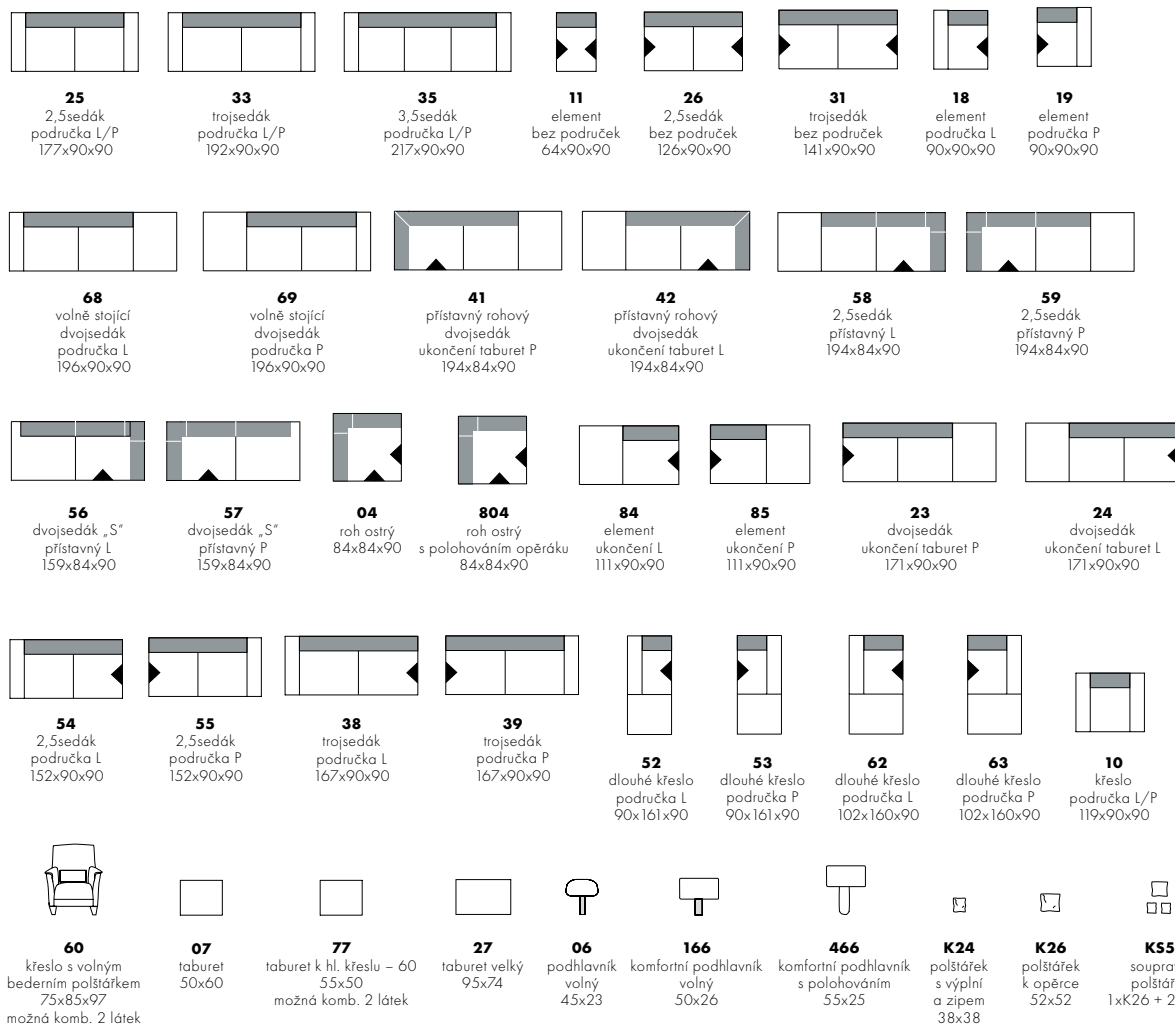 25
2,5sedák
područka L/P
177x90x90
33
trojsedák
područka L/P
192x90x90
35
3,5sedák
područka L/P
217x90x90
11
element
bez područek
64x90x90
26
2,5sedák
bez područek
126x90x90
31
trojsedák
bez područek
141x90x90
18
element
područka L
90x90x90
19
element
područka P
90x90x90
68
volně stojící
dvojsedák
područka L
196x90x90
69
volně stojící
dvojsedák
područka P
196x90x90
41
přístavný rohový
dvojsedák
ukončení taburet P
194x84x90
42
přístavný rohový
dvojsedák
ukončení taburet L
194x84x90
58
2,5sedák
přístavný L
194x84x90
59
2,5sedák
přístavný P
194x84x90
56
dvojsedák „S“
přístavný L
159x84x90
57
dvojsedák „S“
přístavný P
159x84x90
04
roh ostrý
84x84x90
804
roh ostrý
s polohováním opěráku
84x84x90
84
element
ukončení L
111x90x90
85
element
ukončení P
111x90x90
23
dvojsedák
ukončení taburet P
171x90x90
24
dvojsedák
ukončení taburet L
171x90x90
54
2,5sedák
područka L
152x90x90
55
2,5sedák
područka P
152x90x90
38
trojsedák
područka L
167x90x90
39
trojsedák
područka P
167x90x90
52
dlouhé křeslo
područka L
90x161x90
53
dlouhé křeslo
područka P
90x161x90
62
dlouhé křeslo
područka L
102x160x90
63
dlouhé křeslo
područka P
102x160x90
10
křeslo
područka L/P
119x90x90
60
křeslo s volným
bederním polštářkem
75x85x97
možná komb. 2 látek
07
taburet
50x60
77
taburet k hl. křeslu – 60
55x50
možná komb. 2 látek
27
taburet velký
95x74
06
podhlavník
volný
45x23
166
komfortní podhlavník
volný
50x26
466
komfortní podhlavník
s polohováním
55x25
K24
polštářek
s výplní
a zipem
38x38
K26
polštářek
k opěrce
52x52
KS5
souprav
polštář
1xK26 + 2